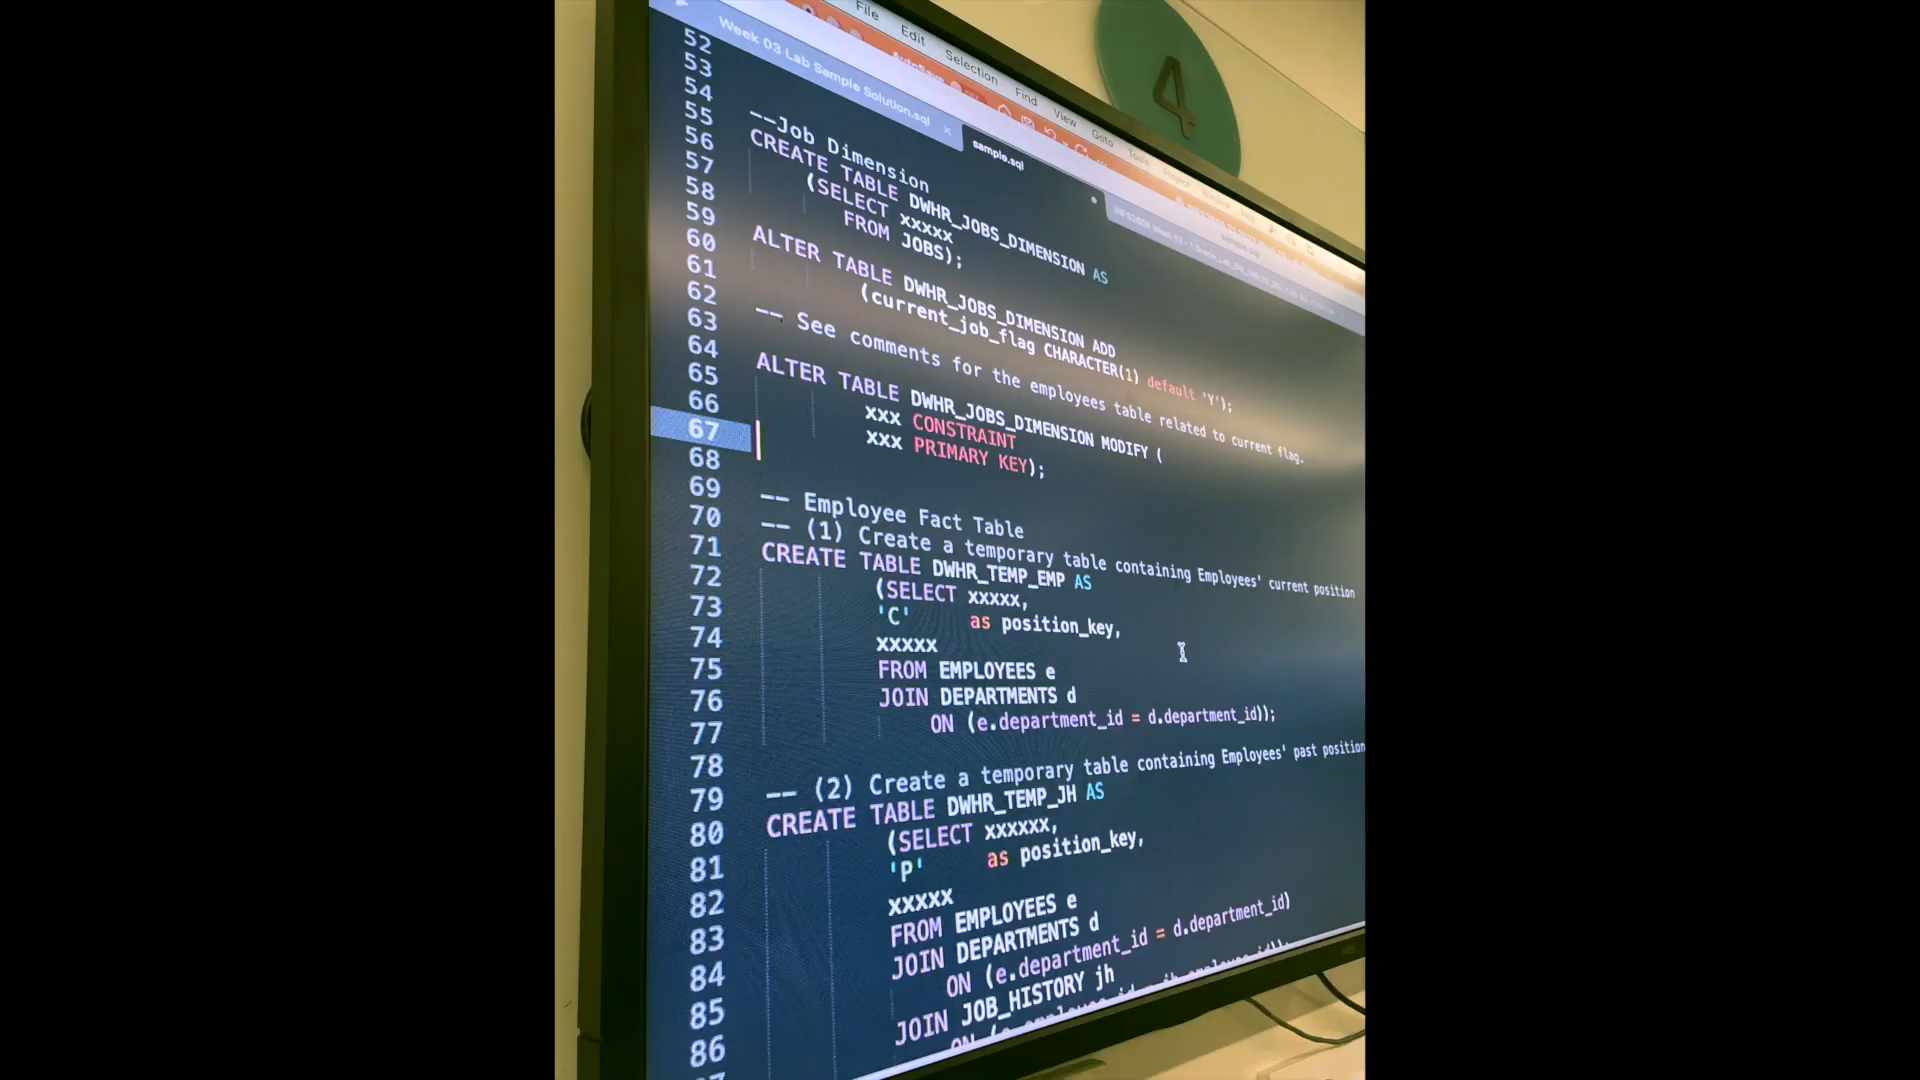 File Edit Selection Find View Goto Tools Project Window Help
AutoSave
Week 03 Lab Sample Solution.sql
sample.sql
4
52
53
54
55 --Job Dimension
56 CREATE TABLE DWHR_JOBS_DIMENSION AS
57 (SELECT xxxxx
58 FROM JOBS);
59
60 ALTER TABLE DWHR_JOBS_DIMENSION ADD
61 (current_job_flag CHARACTER(1) default 'Y');
62
63 -- See comments for the employees table related to current flag.
64
65 ALTER TABLE DWHR_JOBS_DIMENSION MODIFY (
66 xxx CONSTRAINT
67 xxx PRIMARY KEY);
68
69 -- Employee Fact Table
70 -- (1) Create a temporary table containing Employees' current position
71 CREATE TABLE DWHR_TEMP_EMP AS
72 (SELECT xxxxx,
73 'C' as position_key,
74 xxxxx
75 FROM EMPLOYEES e
76 JOIN DEPARTMENTS d
77 ON (e.department_id = d.department_id));
78
79 -- (2) Create a temporary table containing Employees' past position
80 CREATE TABLE DWHR_TEMP_JH AS
81 (SELECT xxxxxx,
82 'P' as position_key,
83 xxxxx
84 FROM EMPLOYEES e
85 JOIN DEPARTMENTS d
86 ON (e.department_id = d.department_id)
JOIN JOB_HISTORY jh
ON